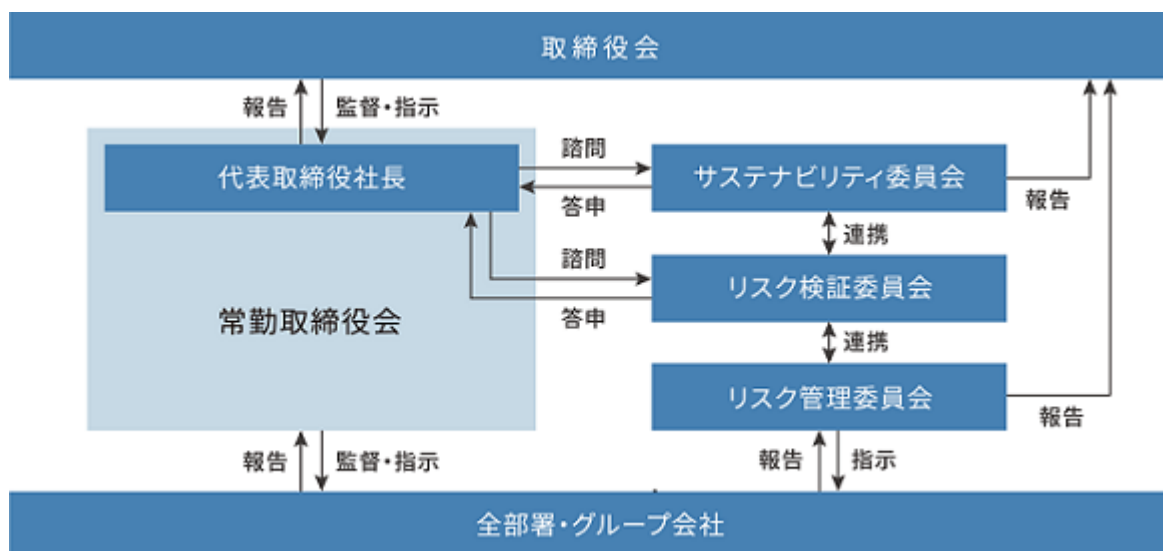 取締役会
報告
監督・指示
代表取締役社長
諮問
答申
サステナビリティ委員会
報告
連携
諮問
答申
リスク検証委員会
常勤取締役会
連携
リスク管理委員会
報告
報告
監督・指示
報告
指示
全部署・グループ会社